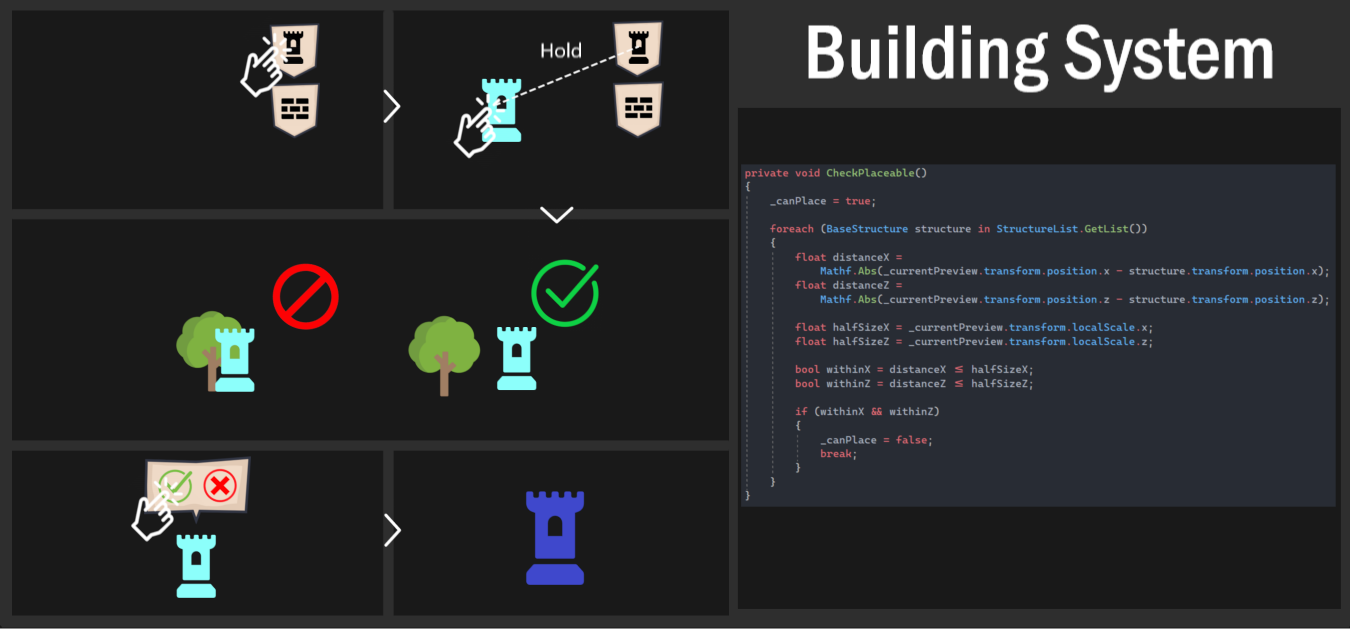 Hold
Building System
private void CheckPlaceable()
{
_canPlace = true;
foreach (BaseStructure structure in StructureList.GetList())
{
float distanceX =
Mathf.Abs(_currentPreview.transform.position.x - structure.transform.position.x);
float distanceZ =
Mathf.Abs(_currentPreview.transform.position.z - structure.transform.position.z);
float halfSizeX = _currentPreview.transform.localScale.x;
float halfSizeZ = _currentPreview.transform.localScale.z;
bool withinX = distanceX ≤ halfSizeX;
bool withinZ = distanceZ ≤ halfSizeZ;
if (withinX && withinZ)
{
_canPlace = false;
break;
}
}
}